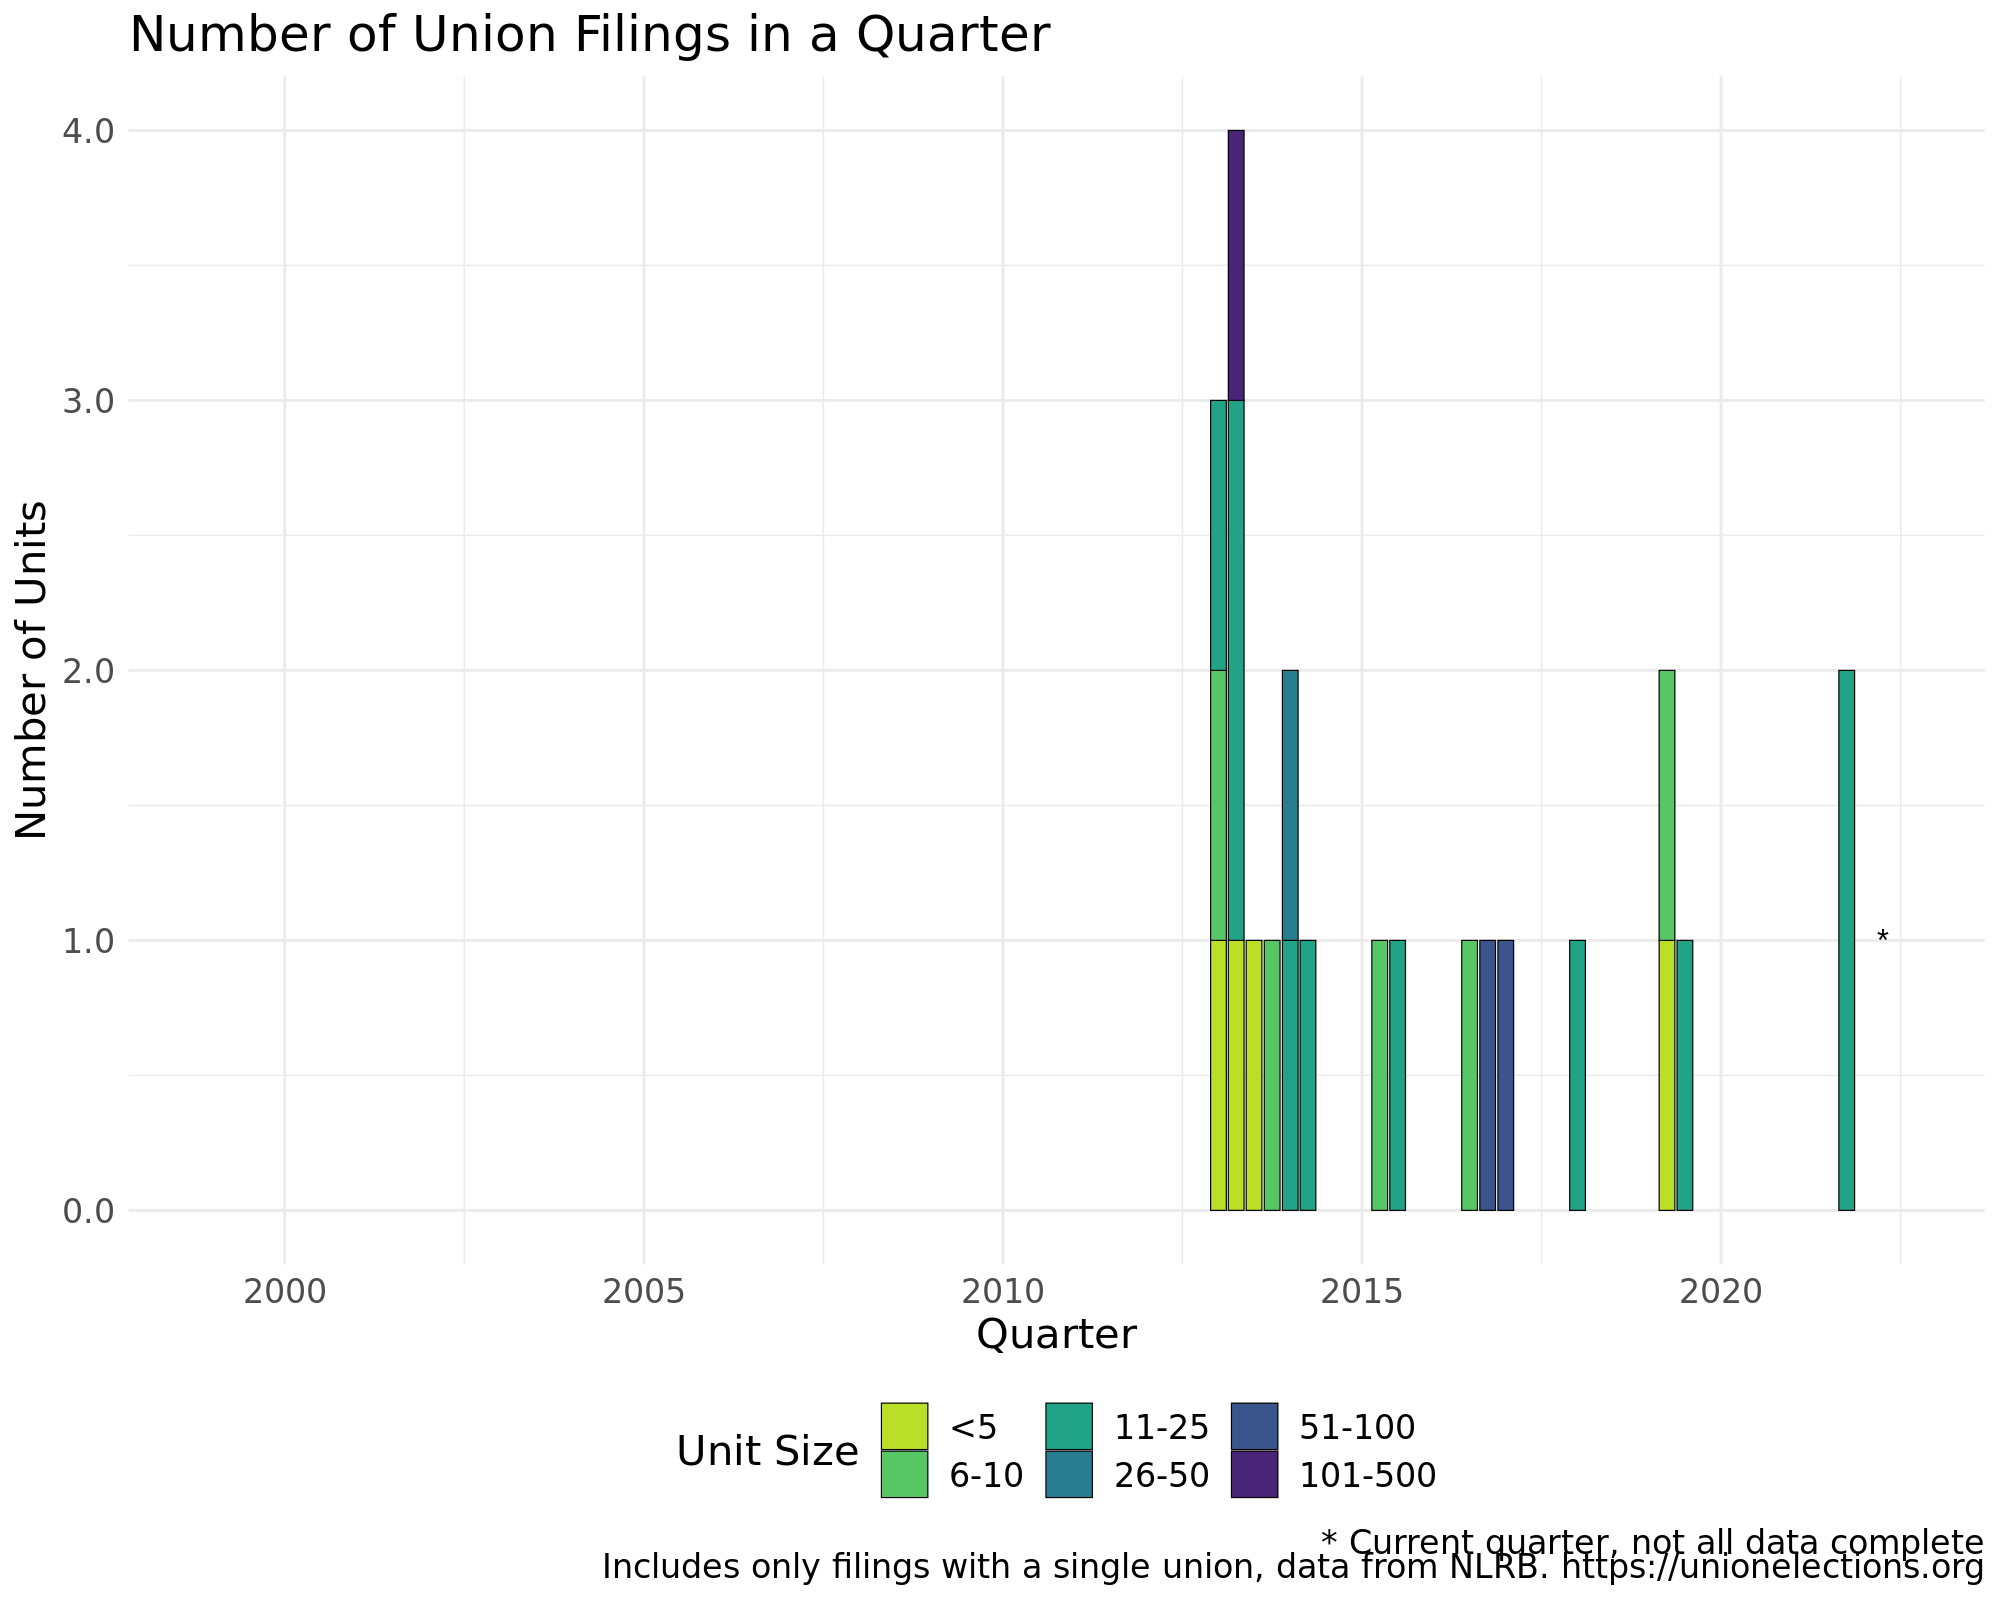 Number of Union Filings in a Quarter
Number of Units
4.0
3.0
2.0
1.0
0.0
*
2000 2005 2010 2015 2020
Quarter
Unit Size
<5 11-25 51-100
6-10 26-50 101-500
* Current quarter, not all data complete
Includes only filings with a single union, data from NLRB. https://unionelections.org